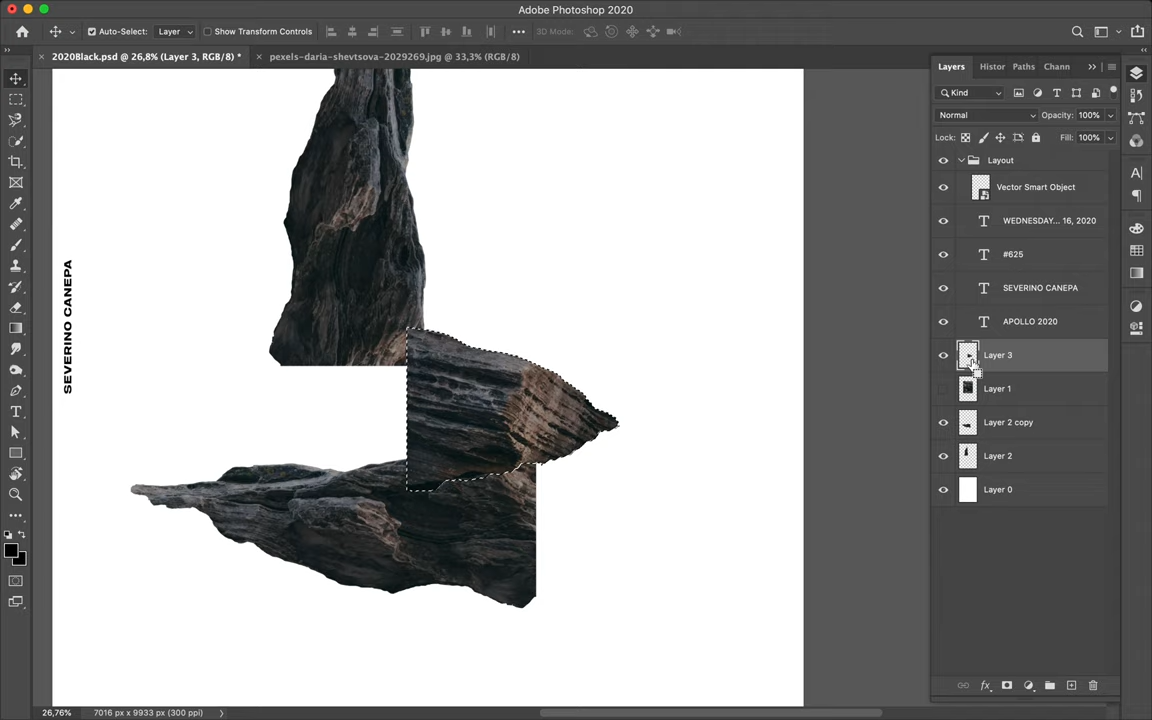 Adobe Photoshop 2020
Auto-Select: Layer Show Transform Controls 3D Mode:
2020Black.psd @ 26,8% (Layer 3, RGB/8) * pexels-daria-shevtsova-2029269.jpg @ 33,3% (RGB/8)
Layers Histor Paths Chann
Kind
Normal Opacity: 100%
Lock: Fill: 100%
Layout
Vector Smart Object
WEDNESDAY... 16, 2020
#625
SEVERINO CANEPA
APOLLO 2020
Layer 3
Layer 1
Layer 2 copy
Layer 2
Layer 0
SEVERINO CANEPA
26,76% 7016 px x 9933 px (300 ppi)